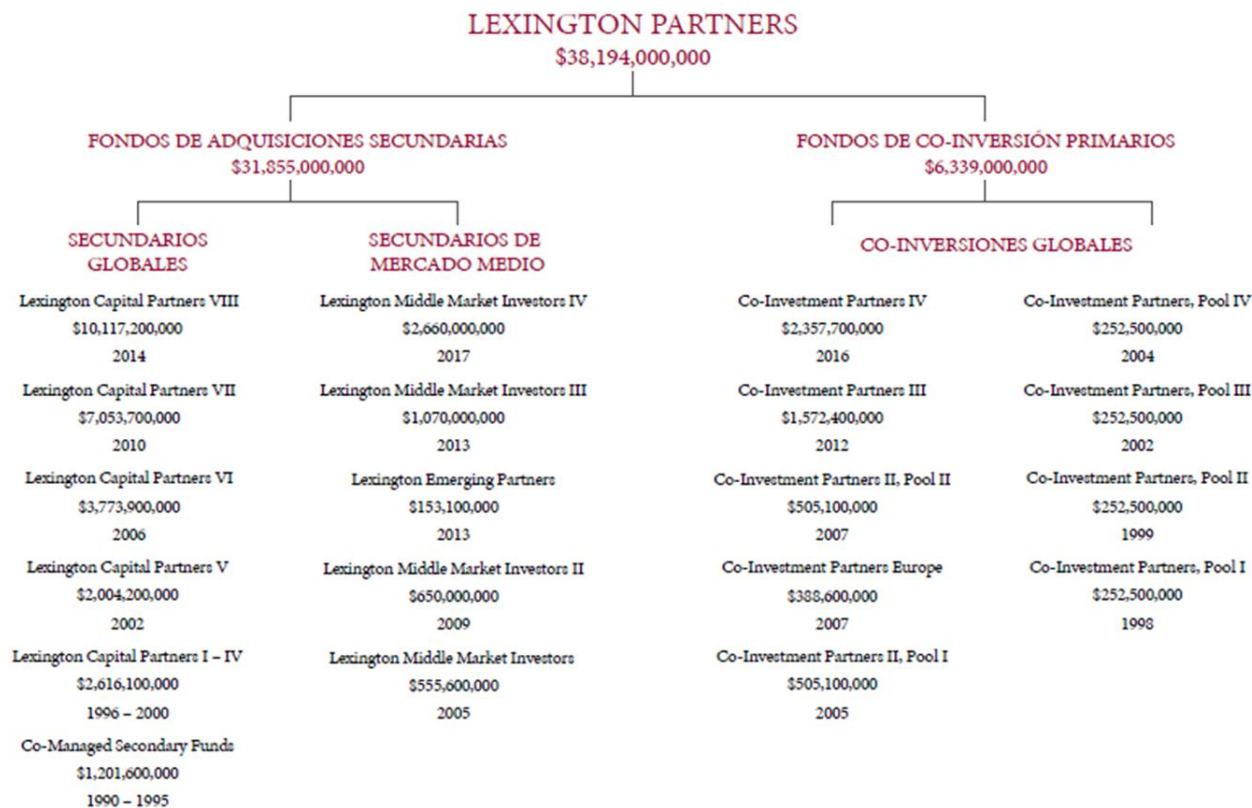 LEXINGTON PARTNERS
$38,194,000,000
FONDOS DE ADQUISICIONES SECUNDARIAS
$31,855,000,000
SECUNDARIOS
GLOBALES
Lexington Capital Partners VIII
$10,117,200,000
2014
Lexington Capital Partners VII
$7,053,700,000
2010
Lexington Capital Partners VI
$3,773,900,000
2006
Lexington Capital Partners V
$2,004,200,000
2002
Lexington Capital Partners I – IV
$2,616,100,000
1996 – 2000
Co-Managed Secondary Funds
$1,201,600,000
1990 – 1995
SECUNDARIOS DE
MERCADO MEDIO
Lexington Middle Market Investors IV
$2,660,000,000
2017
Lexington Middle Market Investors III
$1,070,000,000
2013
Lexington Emerging Partners
$153,100,000
2013
Lexington Middle Market Investors II
$650,000,000
2009
Lexington Middle Market Investors
$555,600,000
2005
FONDOS DE CO-INVERSIÓN PRIMARIOS
$6,339,000,000
CO-INVERSIONES GLOBALES
Co-Investment Partners IV
$2,357,700,000
2016
Co-Investment Partners III
$1,572,400,000
2012
Co-Investment Partners II, Pool II
$505,100,000
2007
Co-Investment Partners Europe
$388,600,000
2007
Co-Investment Partners II, Pool I
$505,100,000
2005
Co-Investment Partners, Pool IV
$252,500,000
2004
Co-Investment Partners, Pool III
$252,500,000
2002
Co-Investment Partners, Pool II
$252,500,000
1999
Co-Investment Partners, Pool I
$252,500,000
1998